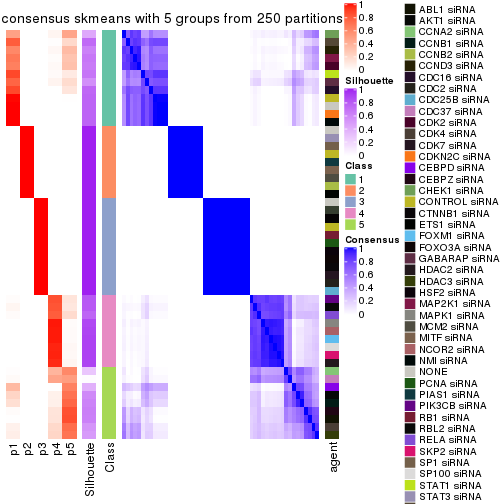 consensus skmeans with 5 groups from 250 partitions
1
0.8
0.6
0.4
0.2
0
Silhouette
1
0.8
0.6
0.4
0.2
0
Class
1
2
3
4
5
Consensus
1
0.8
0.6
0.4
0.2
0
p1
p2
p3
p4
p5
Silhouette
Class
agent
ABL1 siRNA
AKT1 siRNA
CCNA2 siRNA
CCNB1 siRNA
CCNB2 siRNA
CCND3 siRNA
CDC16 siRNA
CDC2 siRNA
CDC25B siRNA
CDC37 siRNA
CDK2 siRNA
CDK4 siRNA
CDK7 siRNA
CDKN2C siRNA
CEBPD siRNA
CEBPZ siRNA
CHEK1 siRNA
CONTROL siRNA
CTNNB1 siRNA
ETS1 siRNA
FOXM1 siRNA
FOXO3A siRNA
GABARAP siRNA
HDAC2 siRNA
HDAC3 siRNA
HSF2 siRNA
MAP2K1 siRNA
MAPK1 siRNA
MCM2 siRNA
MITF siRNA
NCOR2 siRNA
NMI siRNA
NONE
PCNA siRNA
PIAS1 siRNA
PIK3CB siRNA
RB1 siRNA
RBL2 siRNA
RELA siRNA
SKP2 siRNA
SP1 siRNA
SP100 siRNA
STAT1 siRNA
STAT3 siRNA